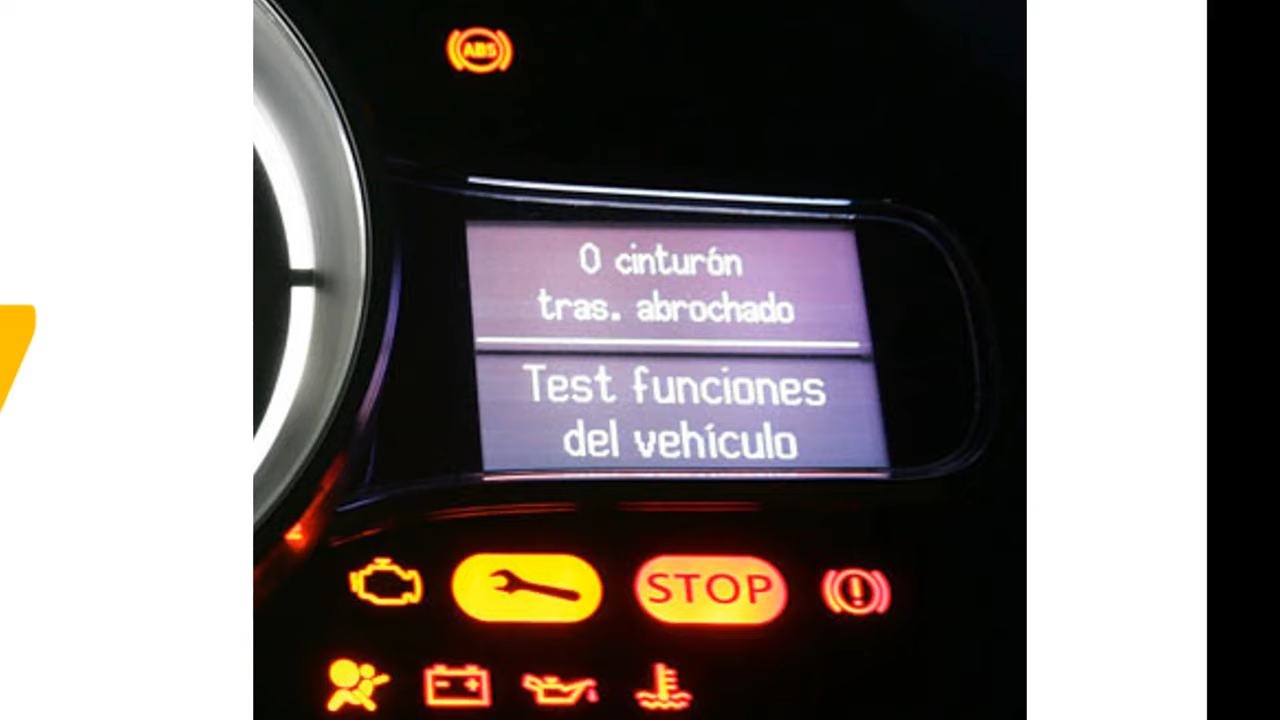 ABS
0 cinturón
tras. abrochado
Test funciones
del vehículo
STOP